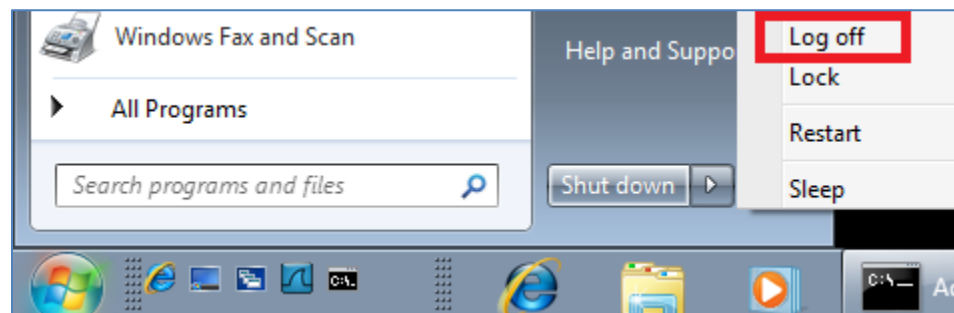 Windows Fax and Scan
All Programs
Search programs and files
Help and Suppo
Shut down
Log off
Lock
Restart
Sleep
C:\.
C:\